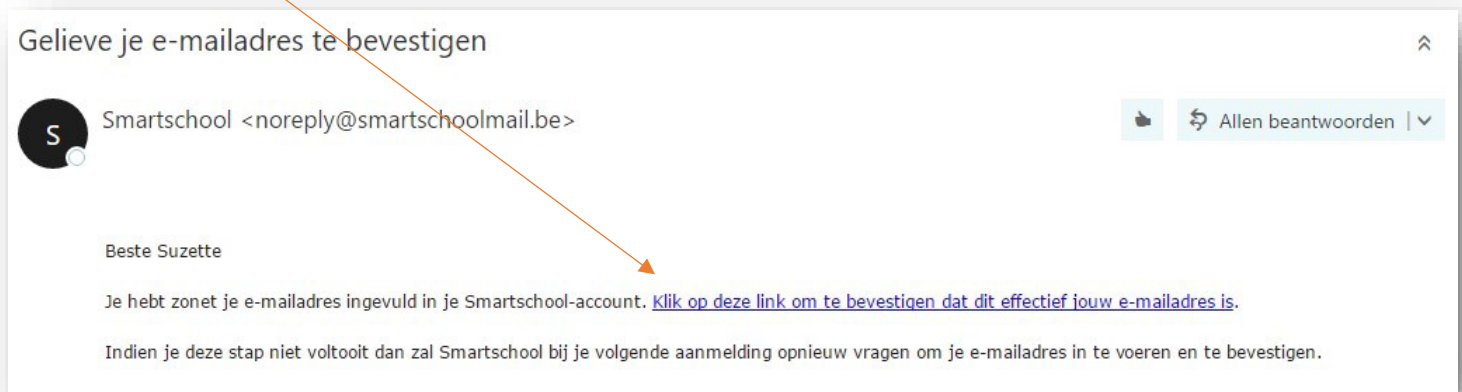 Gelieve je e-mailadres te bevestigen
S
Smartschool <noreply@smartschoolmail.be>
Allen beantwoorden
Beste Suzette
Je hebt zonet je e-mailadres ingevuld in je Smartschool-account. Klik op deze link om te bevestigen dat dit effectief jouw e-mailadres is.
Indien je deze stap niet voltooit dan zal Smartschool bij je volgende aanmelding opnieuw vragen om je e-mailadres in te voeren en te bevestigen.